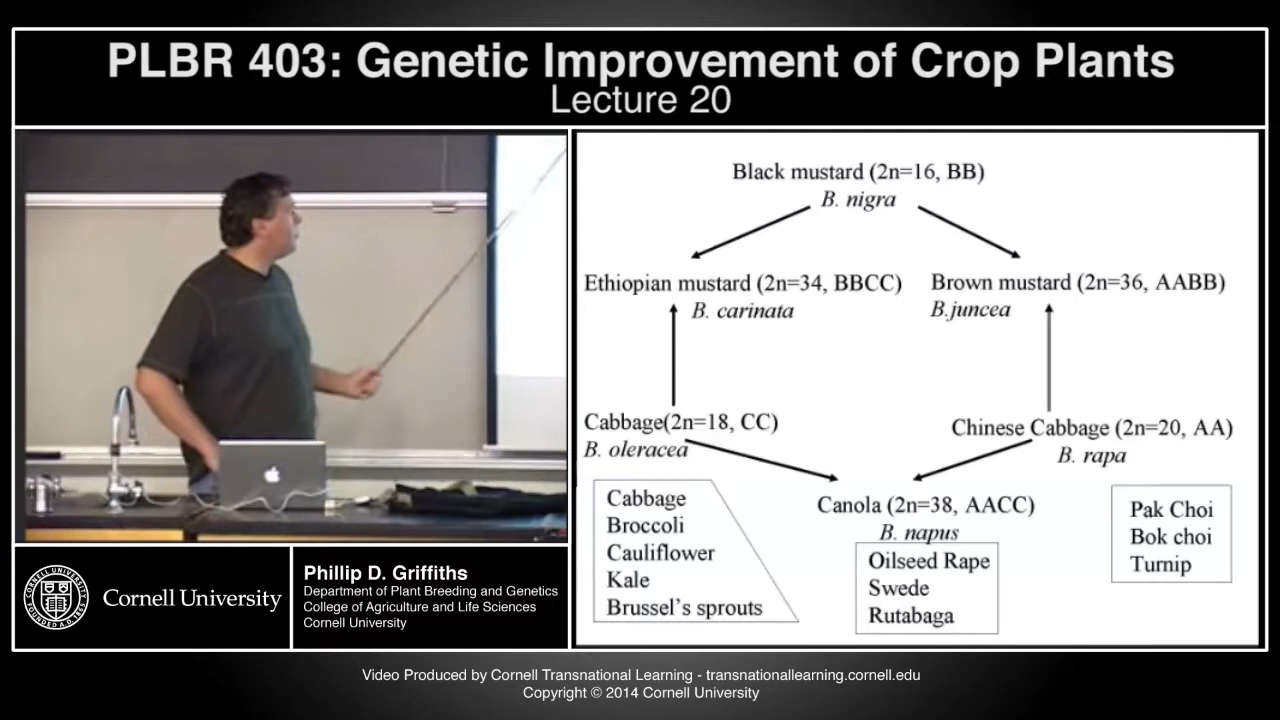 PLBR 403: Genetic Improvement of Crop Plants
Lecture 20
Black mustard (2n=16, BB)
B. nigra
Ethiopian mustard (2n=34, BBCC)
B. carinata
Brown mustard (2n=36, AABB)
B.juncea
Cabbage(2n=18, CC)
B. oleracea
Chinese Cabbage (2n=20, AA)
B. rapa
Canola (2n=38, AACC)
B. napus
Cabbage
Broccoli
Cauliflower
Kale
Brussel's sprouts
Oilseed Rape
Swede
Rutabaga
Pak Choi
Bok choi
Turnip
Cornell University
Phillip D. Griffiths
Department of Plant Breeding and Genetics
College of Agriculture and Life Sciences
Cornell University
Video Produced by Cornell Transnational Learning - transnationallearning.cornell.edu
Copyright © 2014 Cornell University